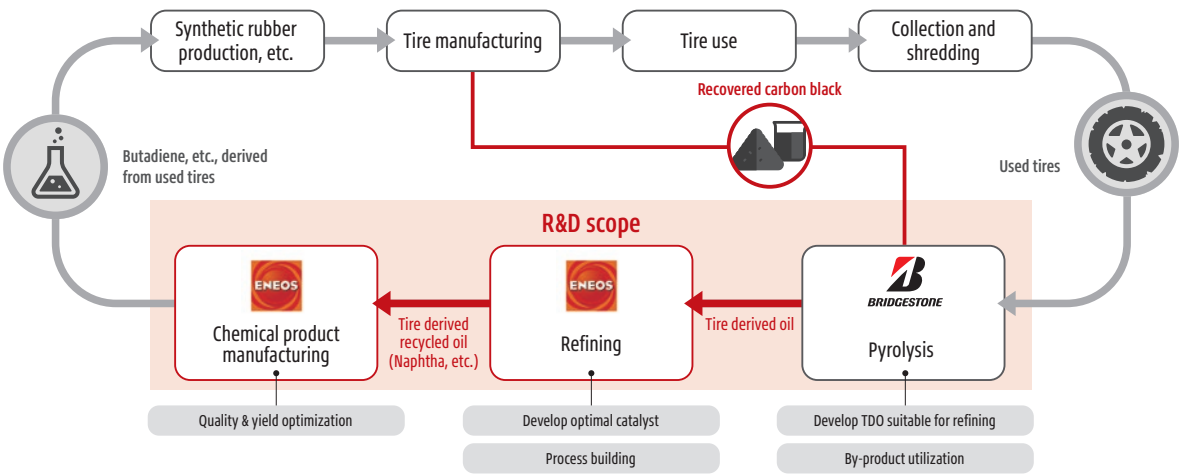 Synthetic rubber
production, etc.
Tire manufacturing
Tire use
Collection and
shredding
Recovered carbon black
Butadiene, etc., derived
from used tires
Used tires
R&D scope
ENEOS
Chemical product
manufacturing
Tire derived
recycled oil
(Naphtha, etc.)
ENEOS
Refining
Tire derived oil
BRIDGESTONE
Pyrolysis
Quality & yield optimization
Develop optimal catalyst
Process building
Develop TDO suitable for refining
By-product utilization